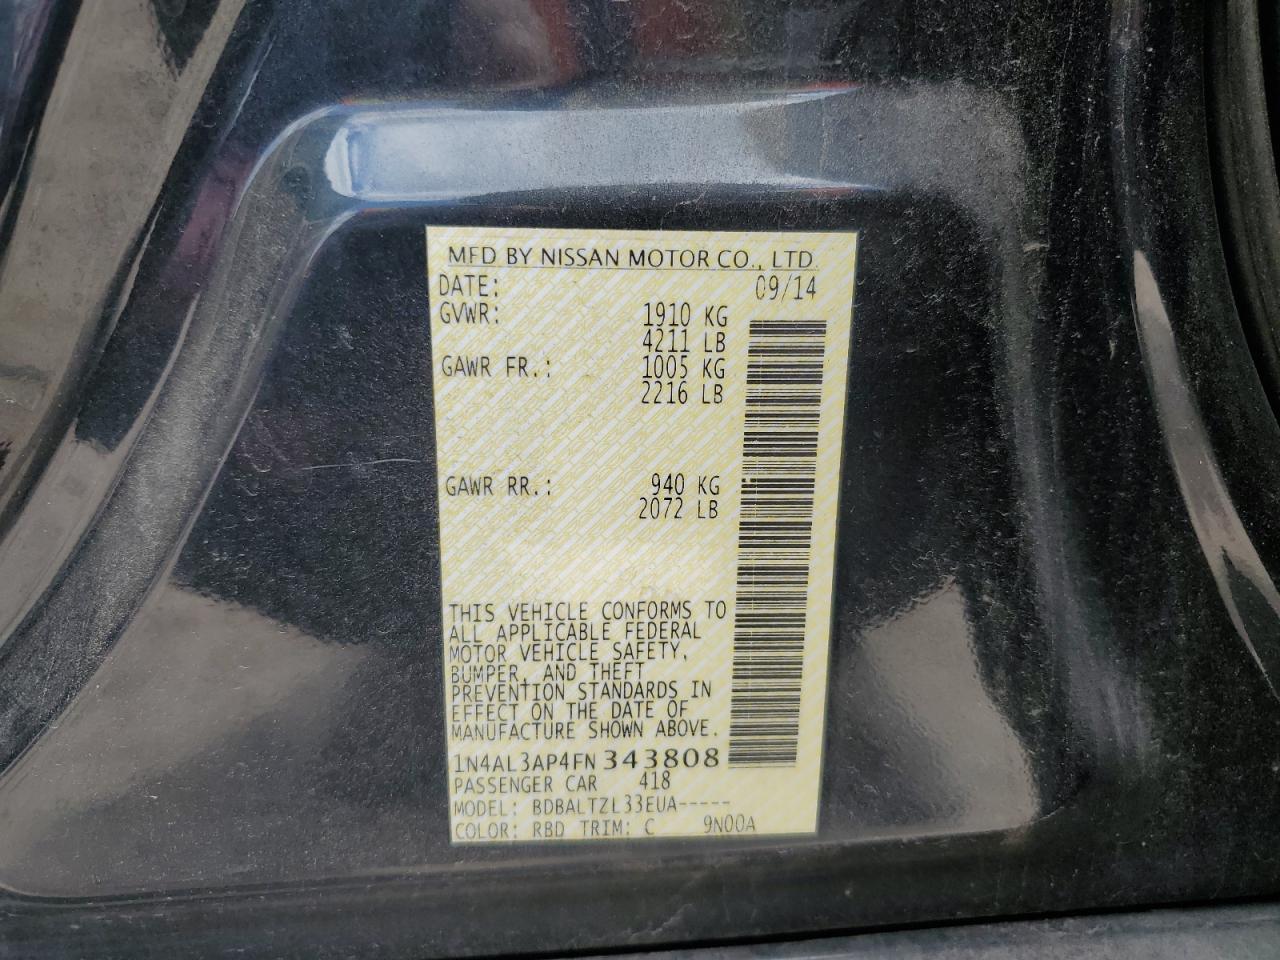 MFD BY NISSAN MOTOR CO., LTD.
DATE: 09/14
GVWR: 1910 KG
4211 LB
GAWR FR.: 1005 KG
2216 LB
GAWR RR.: 940 KG
2072 LB
THIS VEHICLE CONFORMS TO
ALL APPLICABLE FEDERAL
MOTOR VEHICLE SAFETY,
BUMPER, AND THEFT
PREVENTION STANDARDS IN
EFFECT ON THE DATE OF
MANUFACTURE SHOWN ABOVE.
1N4AL3AP4FN343808
PASSENGER CAR 418
MODEL: BDBALTZL33EUA-----
COLOR: RBD TRIM: C 9N00A